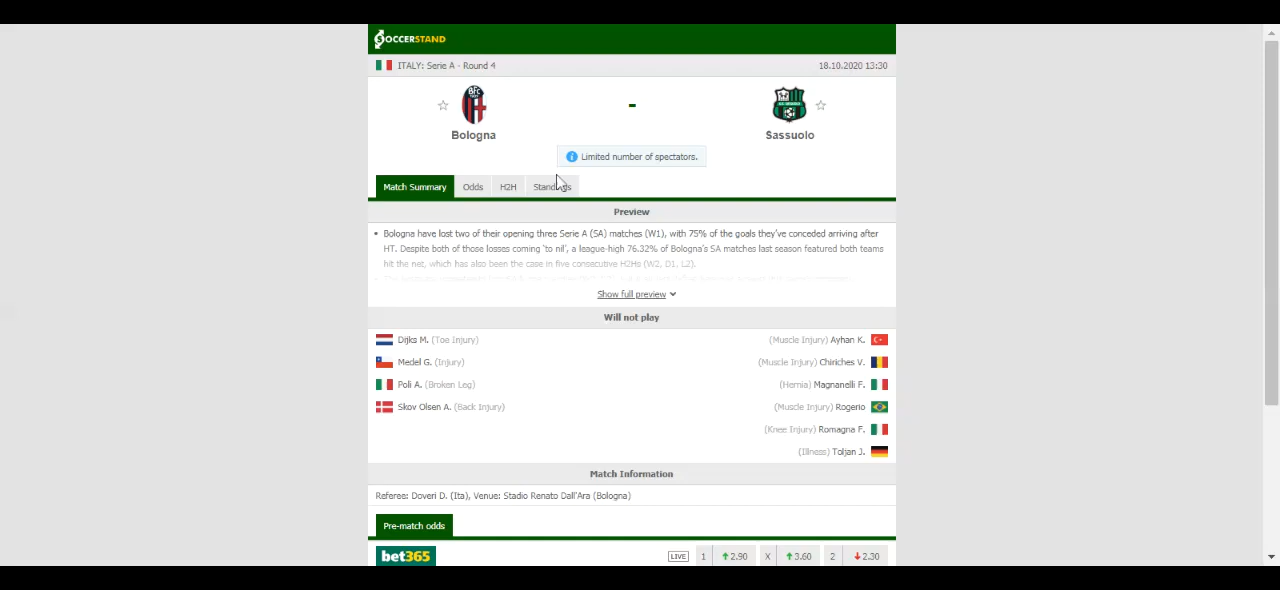 SOCCERSTAND
ITALY: Serie A - Round 4 18.10.2020 13:30
BFC
-
Bologna Sassuolo
Limited number of spectators.
Match Summary Odds H2H Standings
Preview
Bologna have lost two of their opening three Serie A (SA) matches (W1), with 75% of the goals they've conceded arriving after
HT. Despite both of those losses coming 'to nil', a league-high 76.32% of Bologna's SA matches last season featured both teams
hit the net, which has also been the case in five consecutive H2Hs (W2, D1, L2).
Show full preview
Will not play
Dijks M. (Toe Injury) (Muscle Injury) Ayhan K.
Medel G. (Injury) (Muscle Injury) Chiriches V.
Poli A. (Broken Leg) (Hernia) Magnanelli F.
Skov Olsen A. (Back Injury) (Muscle Injury) Rogerio
(Knee Injury) Romagna F.
(Illness) Toljan J.
Match Information
Referee: Doveri D. (Ita), Venue: Stadio Renato Dall'Ara (Bologna)
Pre-match odds
bet365 LIVE 1 2.90 X 3.60 2 2.30